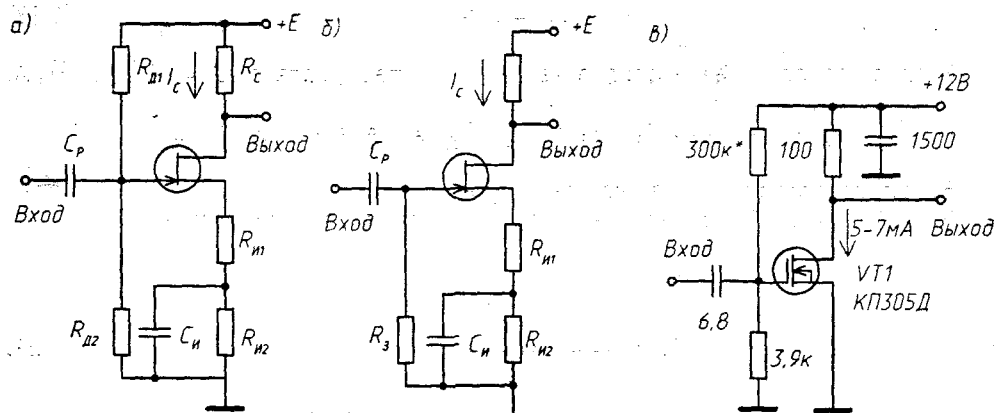 а)
+E
R_Д1
I_c
R_c
C_р
Вход
Выход
R_И1
R_Д2
C_И
R_И2
б)
+E
I_c
C_р
Вход
Выход
R_И1
R_З
C_И
R_И2
в)
+12В
300к*
100
1500
5-7мА
Выход
Вход
6,8
VT1
КП305Д
3,9к